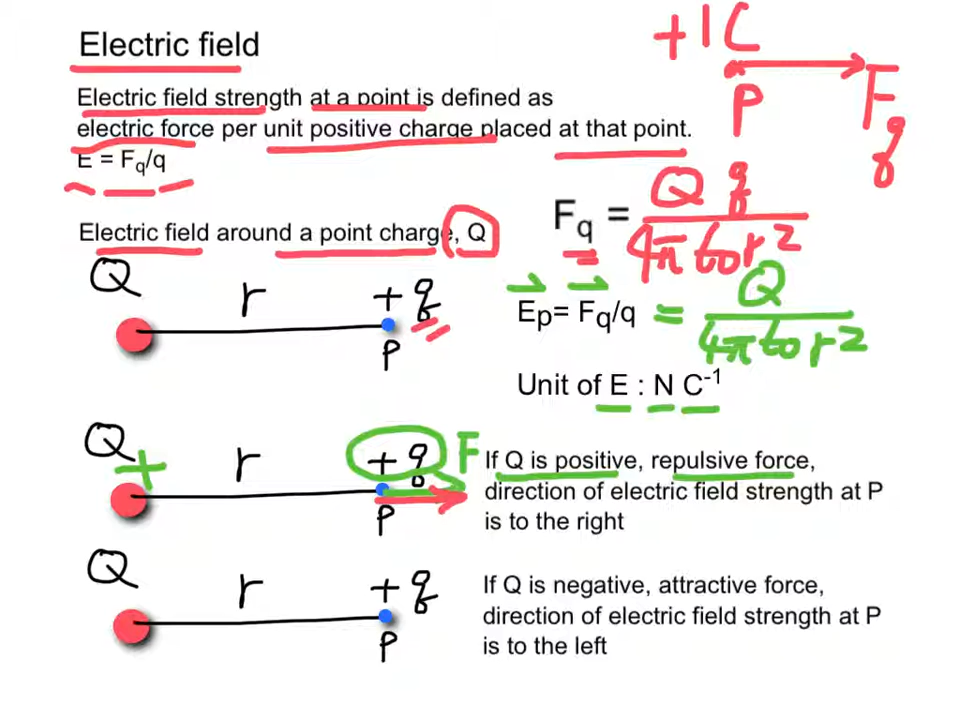 Electric field
+1C
P
F
q
Electric field strength at a point is defined as
electric force per unit positive charge placed at that point.
E = Fq/q
Fq = Qq/4πε0r²
Electric field around a point charge, Q
Q r +q
P
Ep= Fq/q = Q/4πε0r²
Unit of E : N C⁻¹
Q + r +q F
P
If Q is positive, repulsive force,
direction of electric field strength at P
is to the right
Q r +q
P
If Q is negative, attractive force,
direction of electric field strength at P
is to the left